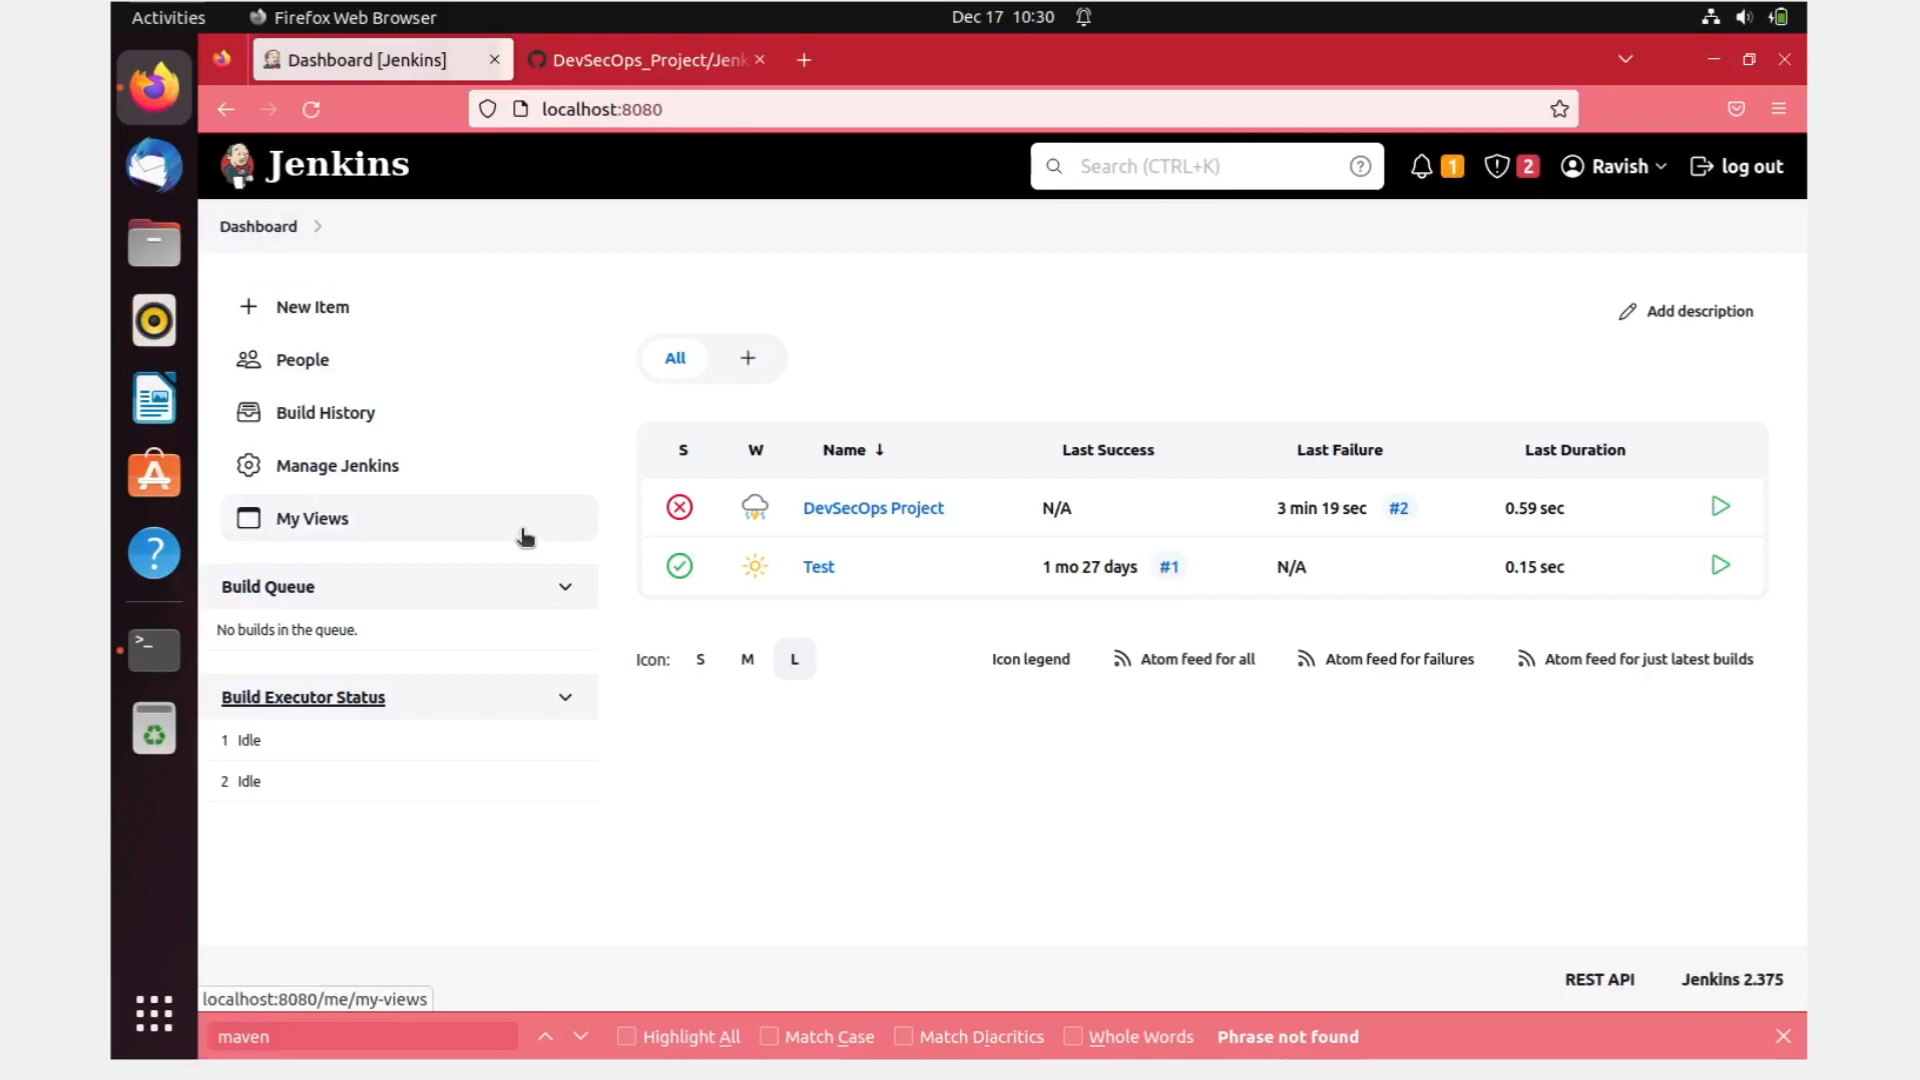 Activities Firefox Web Browser Dec 17 10:30
Dashboard [Jenkins] DevSecOps_Project/Jenk
localhost:8080
Jenkins Search (CTRL+K) 1 2 Ravish log out
Dashboard
New Item
People
Build History
Manage Jenkins
My Views
Build Queue
No builds in the queue.
Build Executor Status
1 Idle
2 Idle
Add description
All +
S W Name ↓ Last Success Last Failure Last Duration
DevSecOps Project N/A 3 min 19 sec #2 0.59 sec
Test 1 mo 27 days #1 N/A 0.15 sec
Icon: S M L Icon legend Atom feed for all Atom feed for failures Atom feed for just latest builds
REST API Jenkins 2.375
localhost:8080/me/my-views
maven Highlight All Match Case Match Diacritics Whole Words Phrase not found